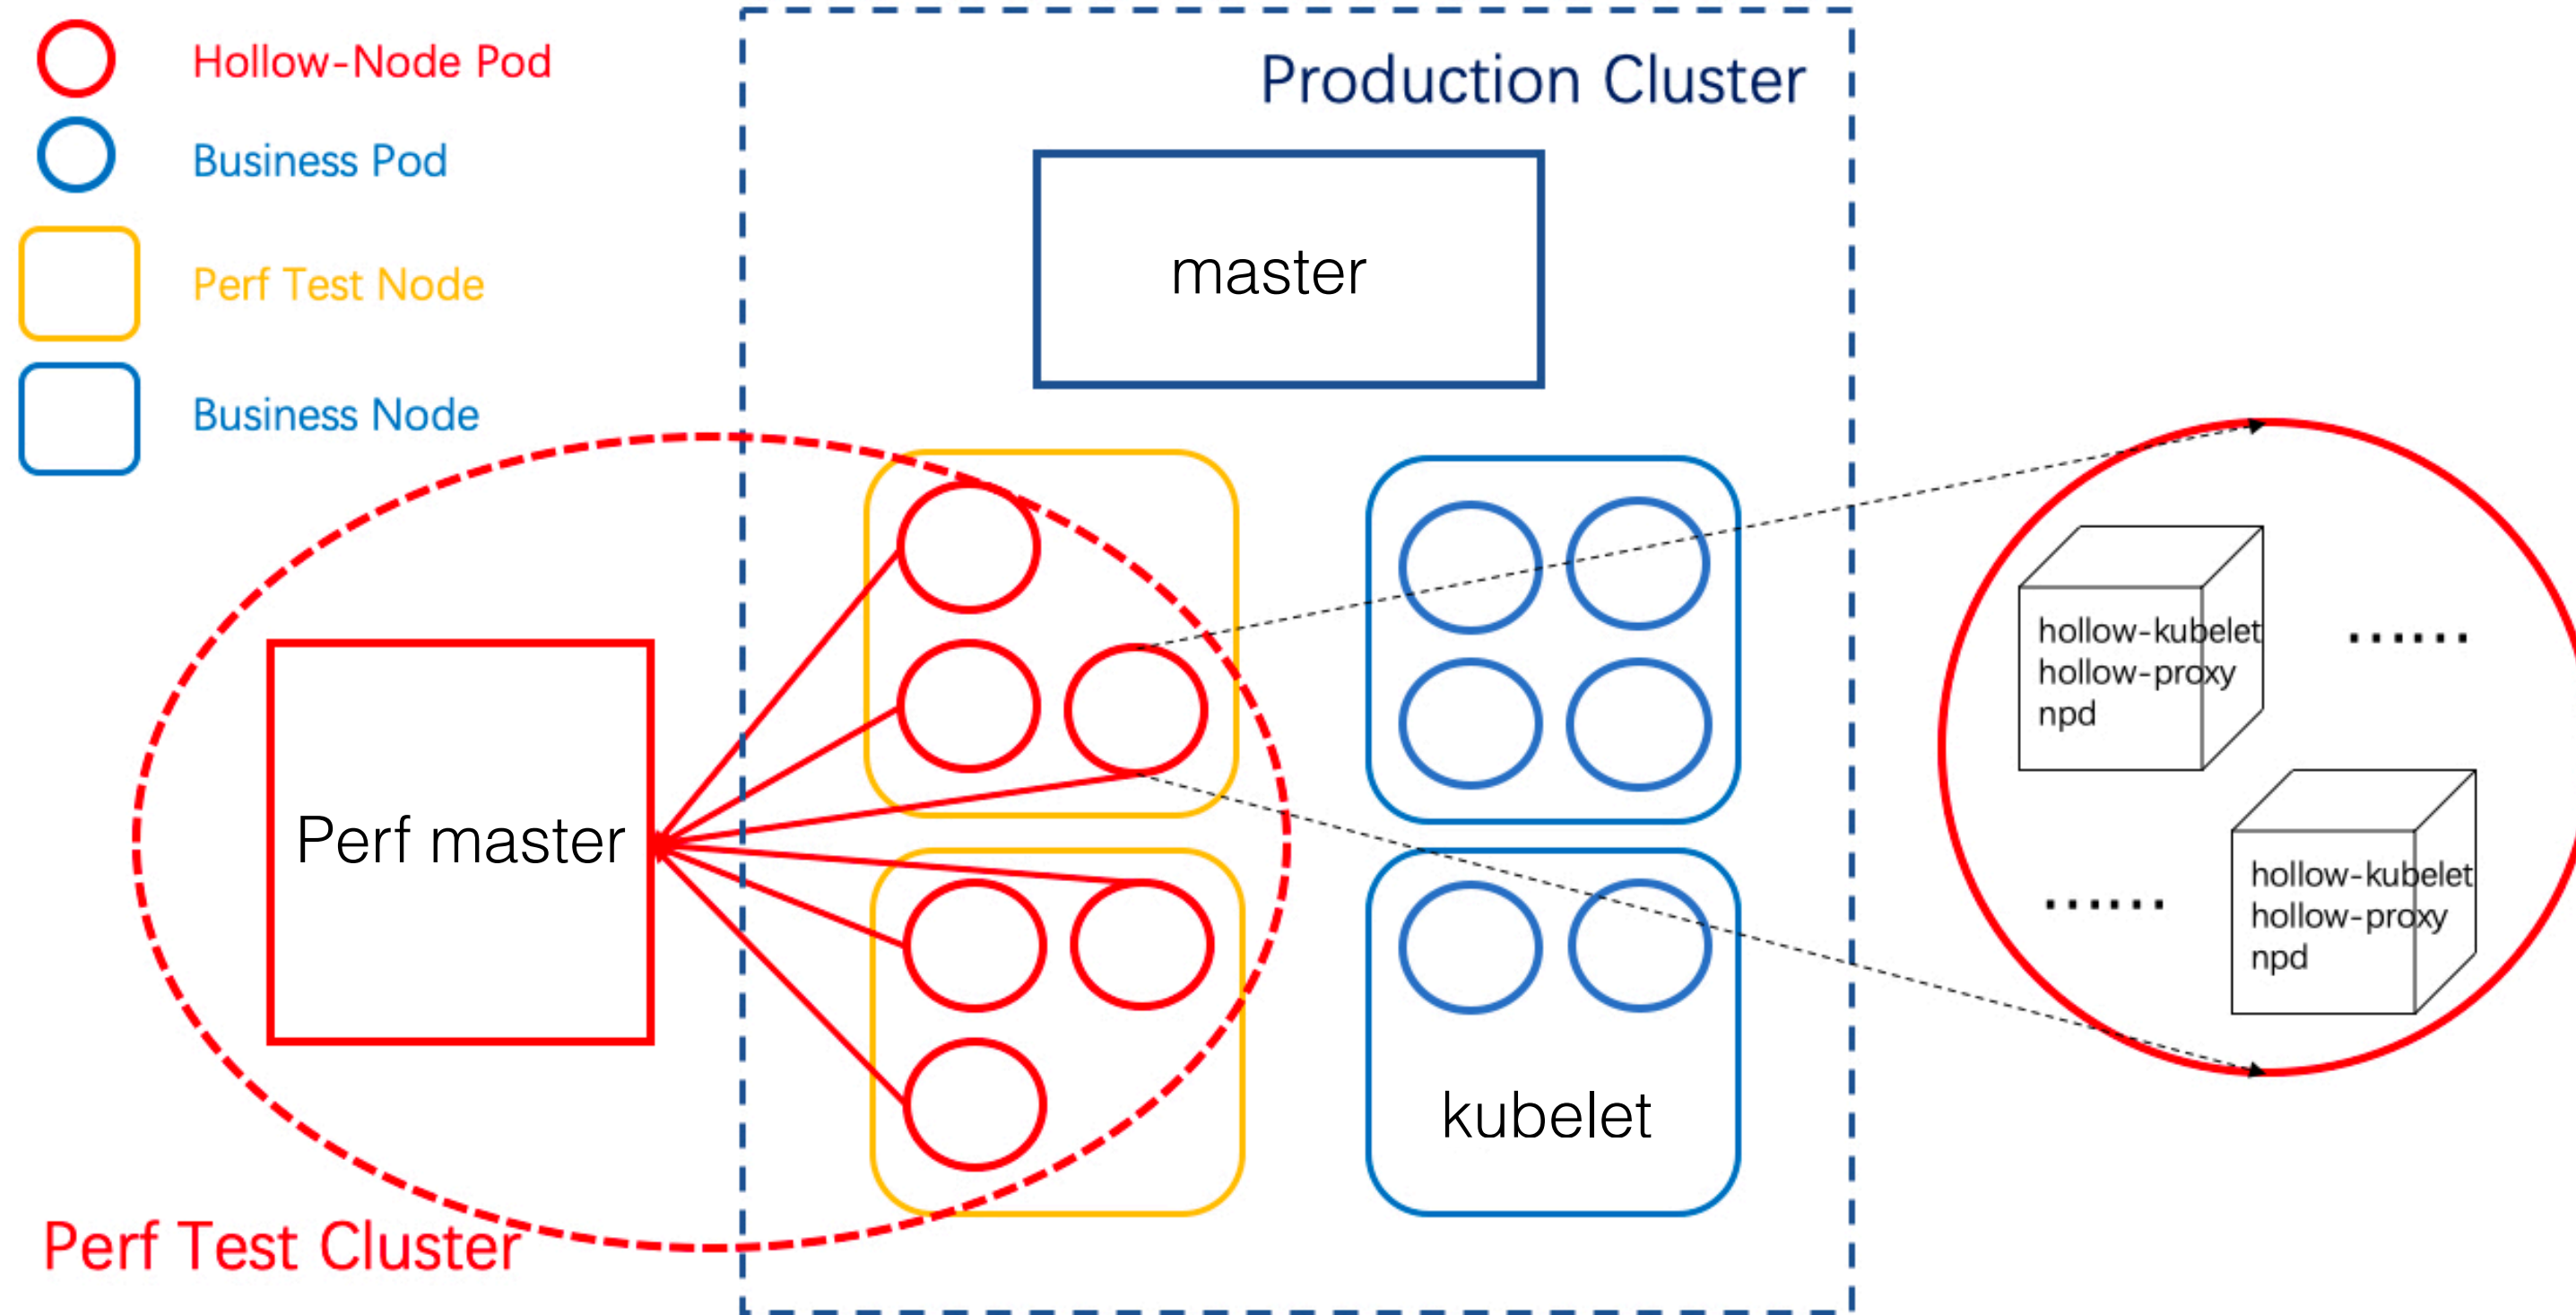 Hollow-Node Pod
Business Pod
Perf Test Node
Business Node
Production Cluster
master
Perf master
kubelet
Perf Test Cluster
hollow-kubelet
hollow-proxy
npd
......
......
hollow-kubelet
hollow-proxy
npd